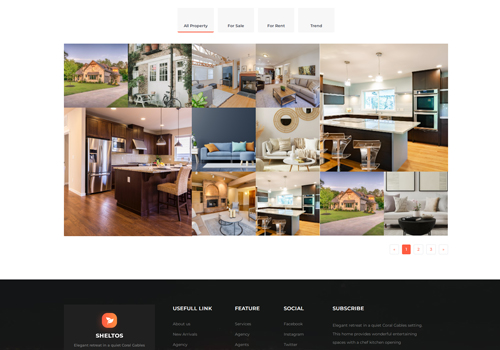 All Property
For Sale
For Rent
Trend
« 1 2 3 »
SHELTOS
Elegant retreat in a quiet Coral Gables
USEFULL LINK
About us
New Arrivals
Agency
FEATURE
Services
Agency
Agents
SOCIAL
Facebook
Instagram
Twitter
SUBSCRIBE
Elegant retreat in a quiet Coral Gables setting.
This home provides wonderful entertaining
spaces with a chef kitchen opening